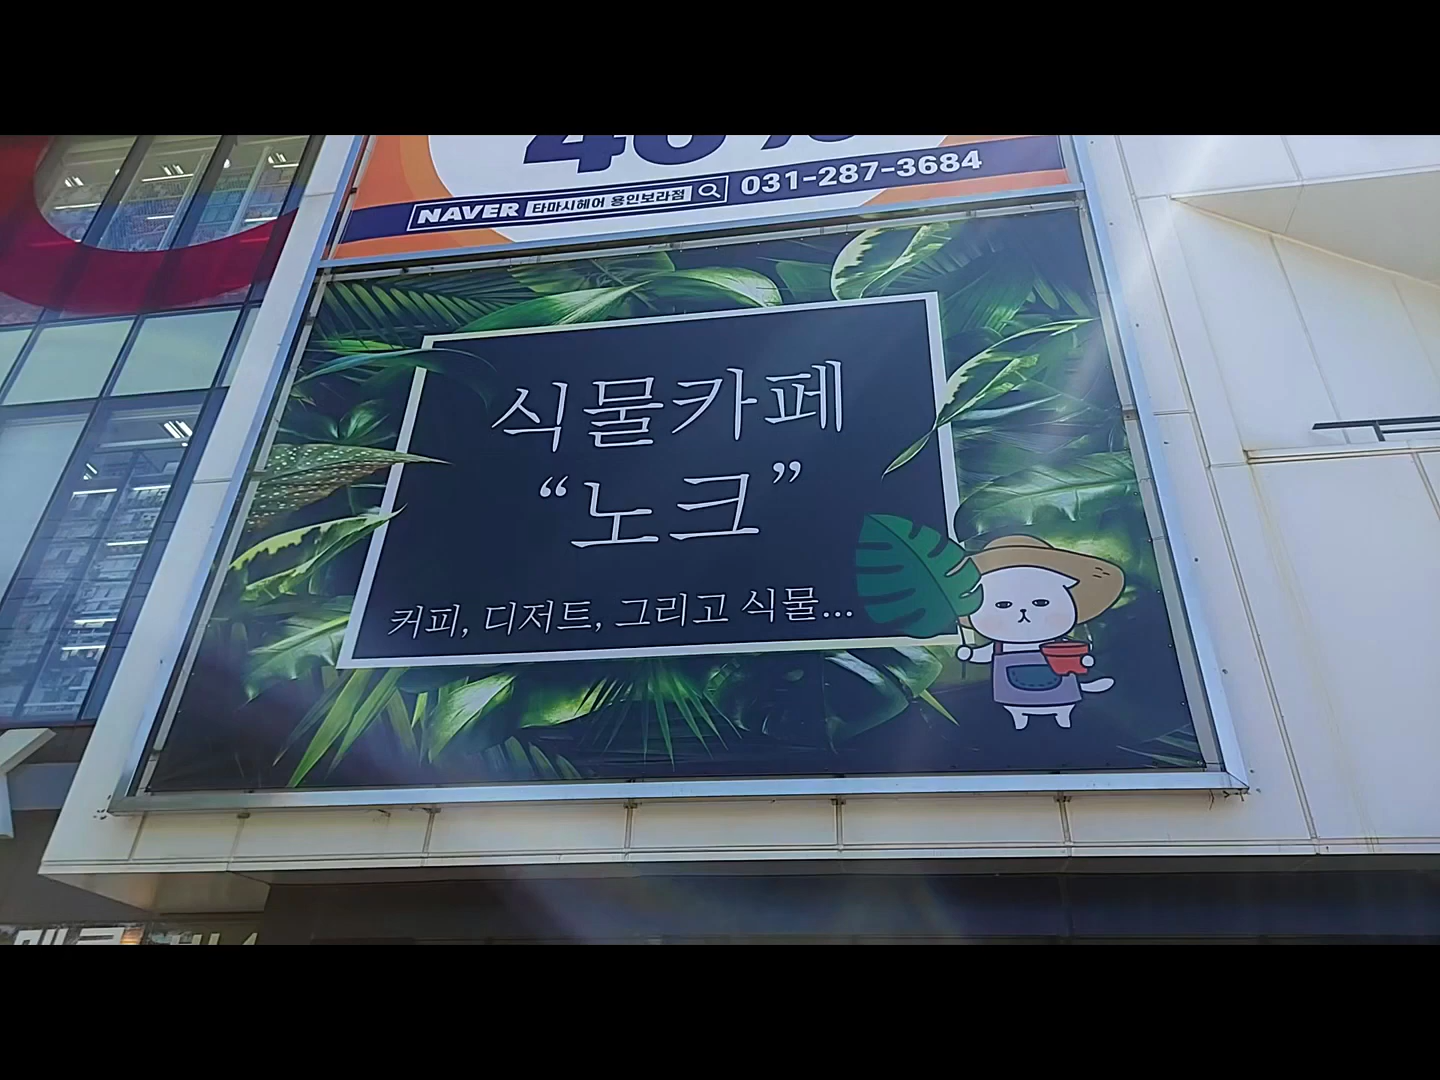 NAVER 타마시헤어 용인보라점 031-287-3684
식물카페
“노크”
커피, 디저트, 그리고 식물...